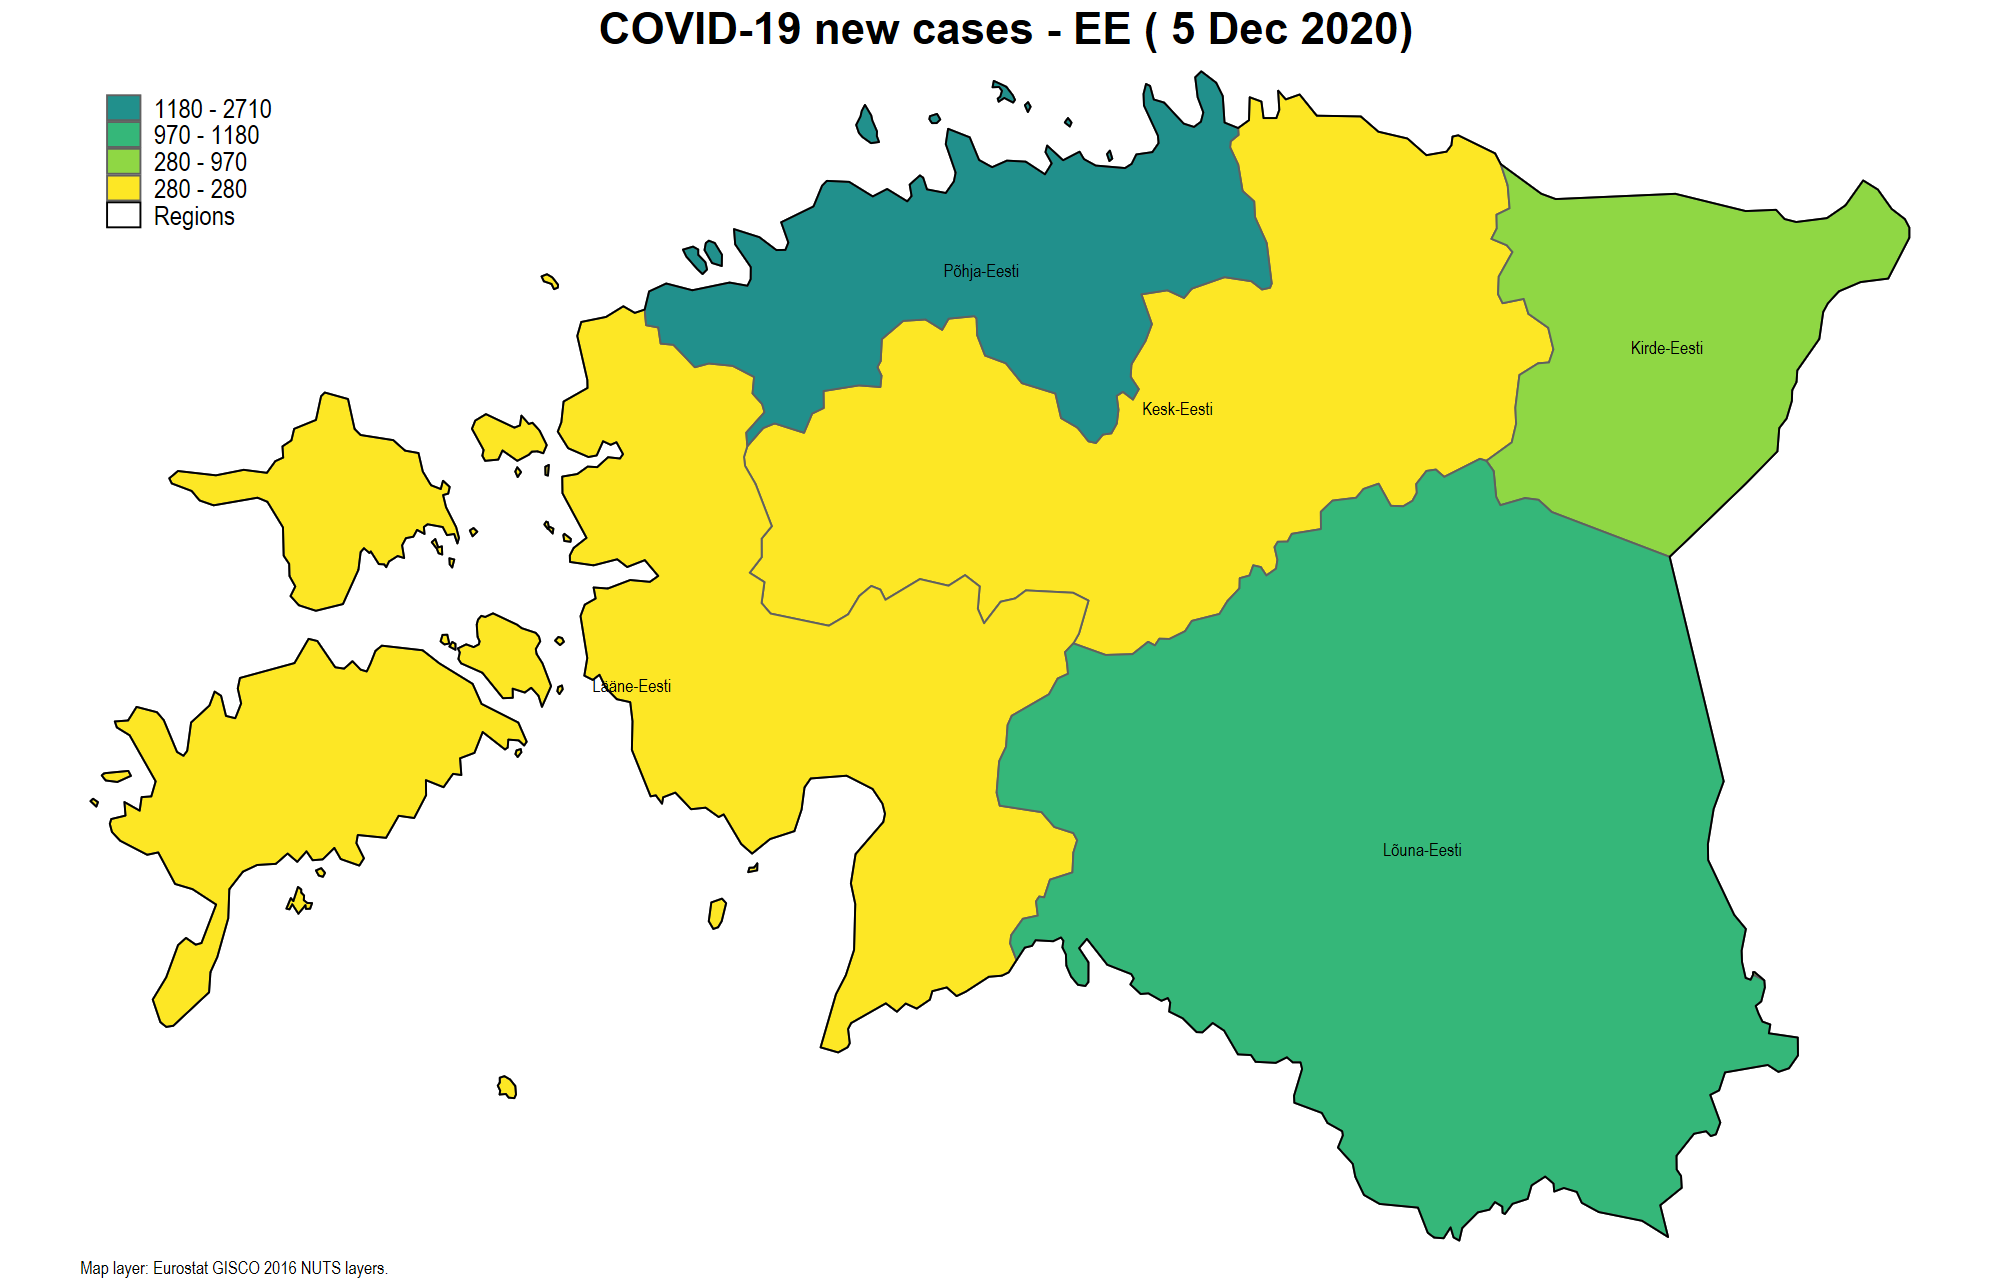 COVID-19 new cases - EE ( 5 Dec 2020)
1180 - 2710
970 - 1180
280 - 970
280 - 280
Regions
Põhja-Eesti
Kirde-Eesti
Kesk-Eesti
Lääne-Eesti
Lõuna-Eesti
Map layer: Eurostat GISCO 2016 NUTS layers.